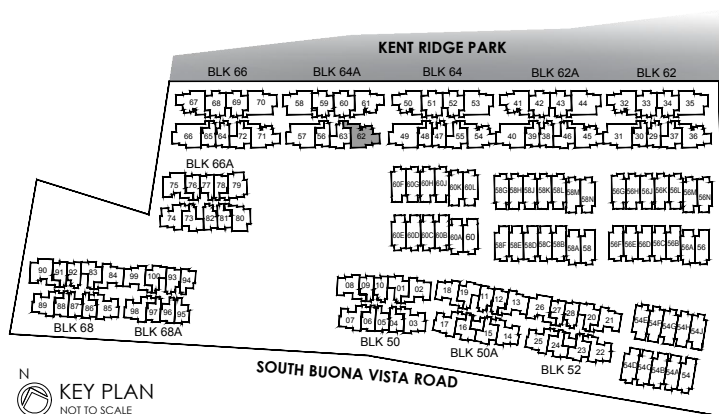 KENT RIDGE PARK
BLK 66 BLK 64A BLK 64 BLK 62A BLK 62
67 68 69 70 58 59 60 61 50 51 52 53 41 42 43 44 32 33 34 35
66 65 64 72 71 57 56 63 62 49 48 47 55 54 40 39 38 46 45 31 30 29 37 36
BLK 66A
75 76 77 78 79 60F 60G 60H 60J 60K 60L 58G 58H 58J 58K 58L 58M 58N 56G 56H 56J 56K 56L 56M 56N
74 73 82 81 80 60E 60D 60C 60B 60A 60 58F 58E 58D 58C 58B 58A 58 56F 56E 56D 56C 56B 56A 56
90 91 92 83 84 99 100 93 94 08 09 10 01 02 18 19 11 12 13 26 27 28 20 21 54E 54F 54G 54H 54J
89 88 87 86 85 98 97 96 95 07 06 05 04 03 17 16 15 14 25 24 23 22 54D 54C 54B 54A 54
BLK 68 BLK 68A BLK 50 BLK 50A BLK 52
SOUTH BUONA VISTA ROAD
N
KEY PLAN
NOT TO SCALE